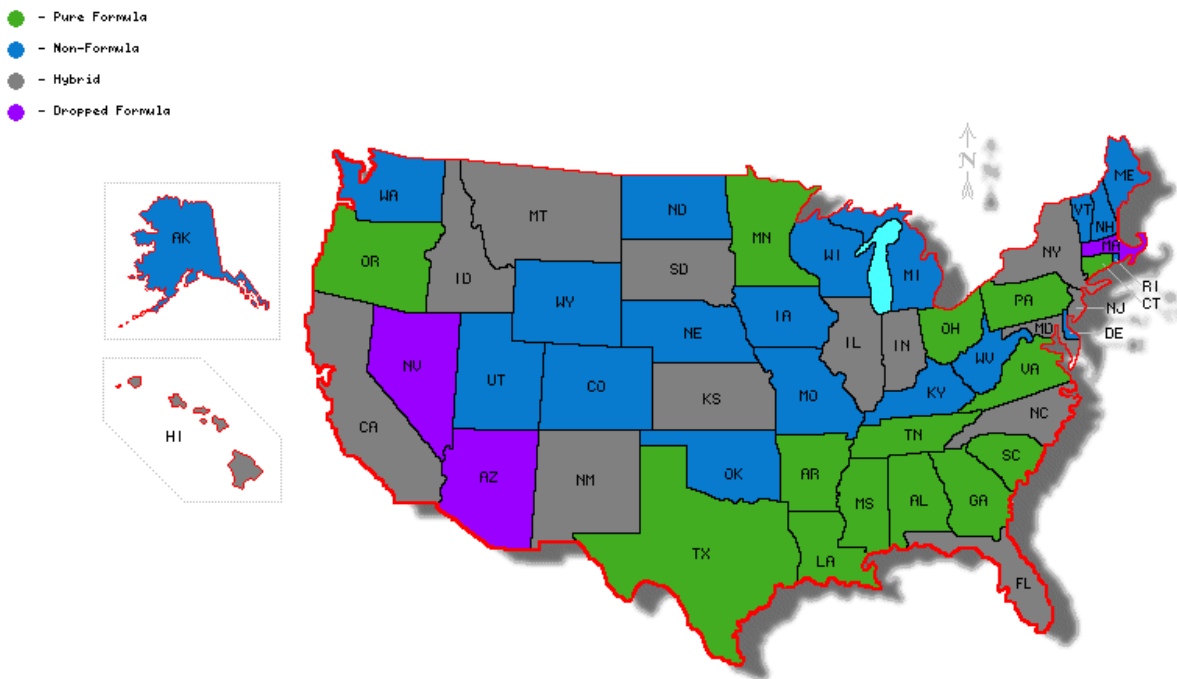 - Pure Formula
- Non-Formula
- Hybrid
- Dropped Formula
N
AK
HI
WA
OR
CA
ID
NV
MT
WY
UT
AZ
CO
NM
ND
SD
NE
KS
OK
TX
MN
IA
MO
AR
LA
WI
IL
MI
IN
OH
KY
TN
MS
AL
GA
FL
SC
NC
VA
WV
PA
NY
MD
VT
NH
ME
MA
RI
CT
NJ
DE